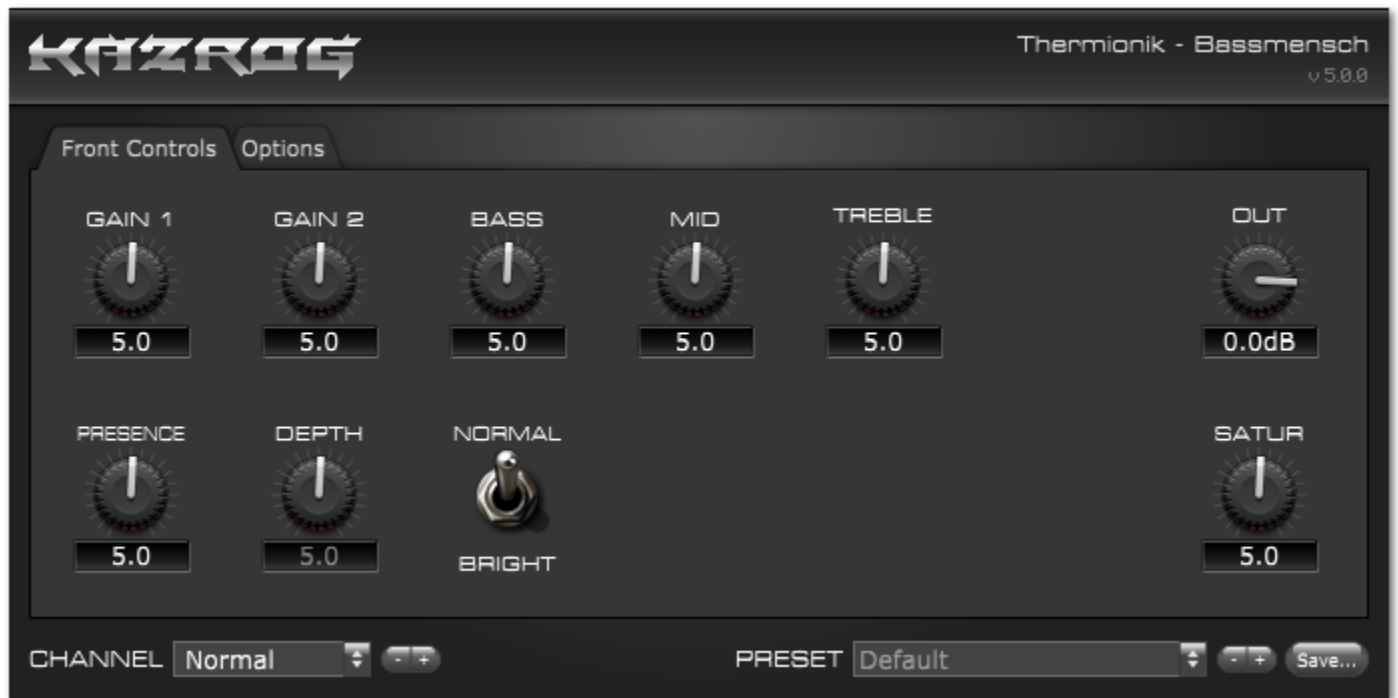 KAZROG
Thermionik - Bassmensch
v 5.0.0
Front Controls Options
GAIN 1 GAIN 2 BASS MID TREBLE OUT
5.0 5.0 5.0 5.0 5.0 0.0dB
PRESENCE DEPTH NORMAL SATUR
5.0 5.0 BRIGHT 5.0
CHANNEL Normal - + PRESET Default - + Save...